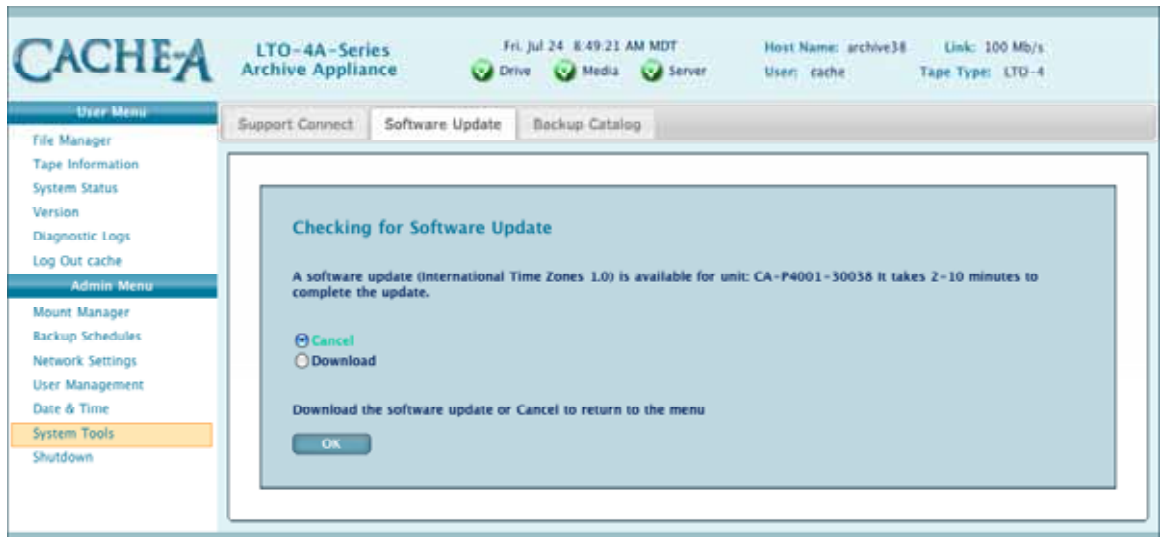 CACHE-A
LTO-4A-Series
Archive Appliance
Fri, Jul 24 8:49:21 AM MDT
Drive Media Server
Host Name: archive38 Link: 100 Mb/s
User: cache Tape Type: LTO-4
User Menu
File Manager
Tape Information
System Status
Version
Diagnostic Logs
Log Out cache
Admin Menu
Mount Manager
Backup Schedules
Network Settings
User Management
Date & Time
System Tools
Shutdown
Support Connect Software Update Backup Catalog
Checking for Software Update
A software update (International Time Zones 1.0) is available for unit: CA-P4001-30038 It takes 2-10 minutes to
complete the update.
Cancel
Download
Download the software update or Cancel to return to the menu
OK